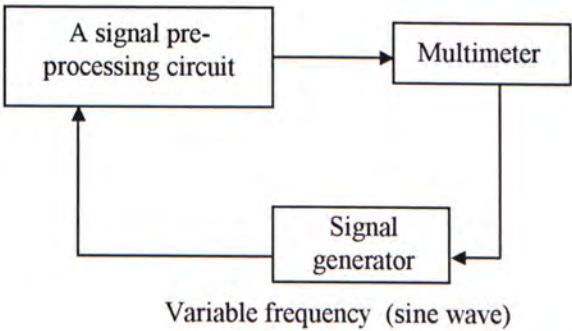 A signal pre-
processing circuit
Multimeter
Signal
generator
Variable frequency (sine wave)